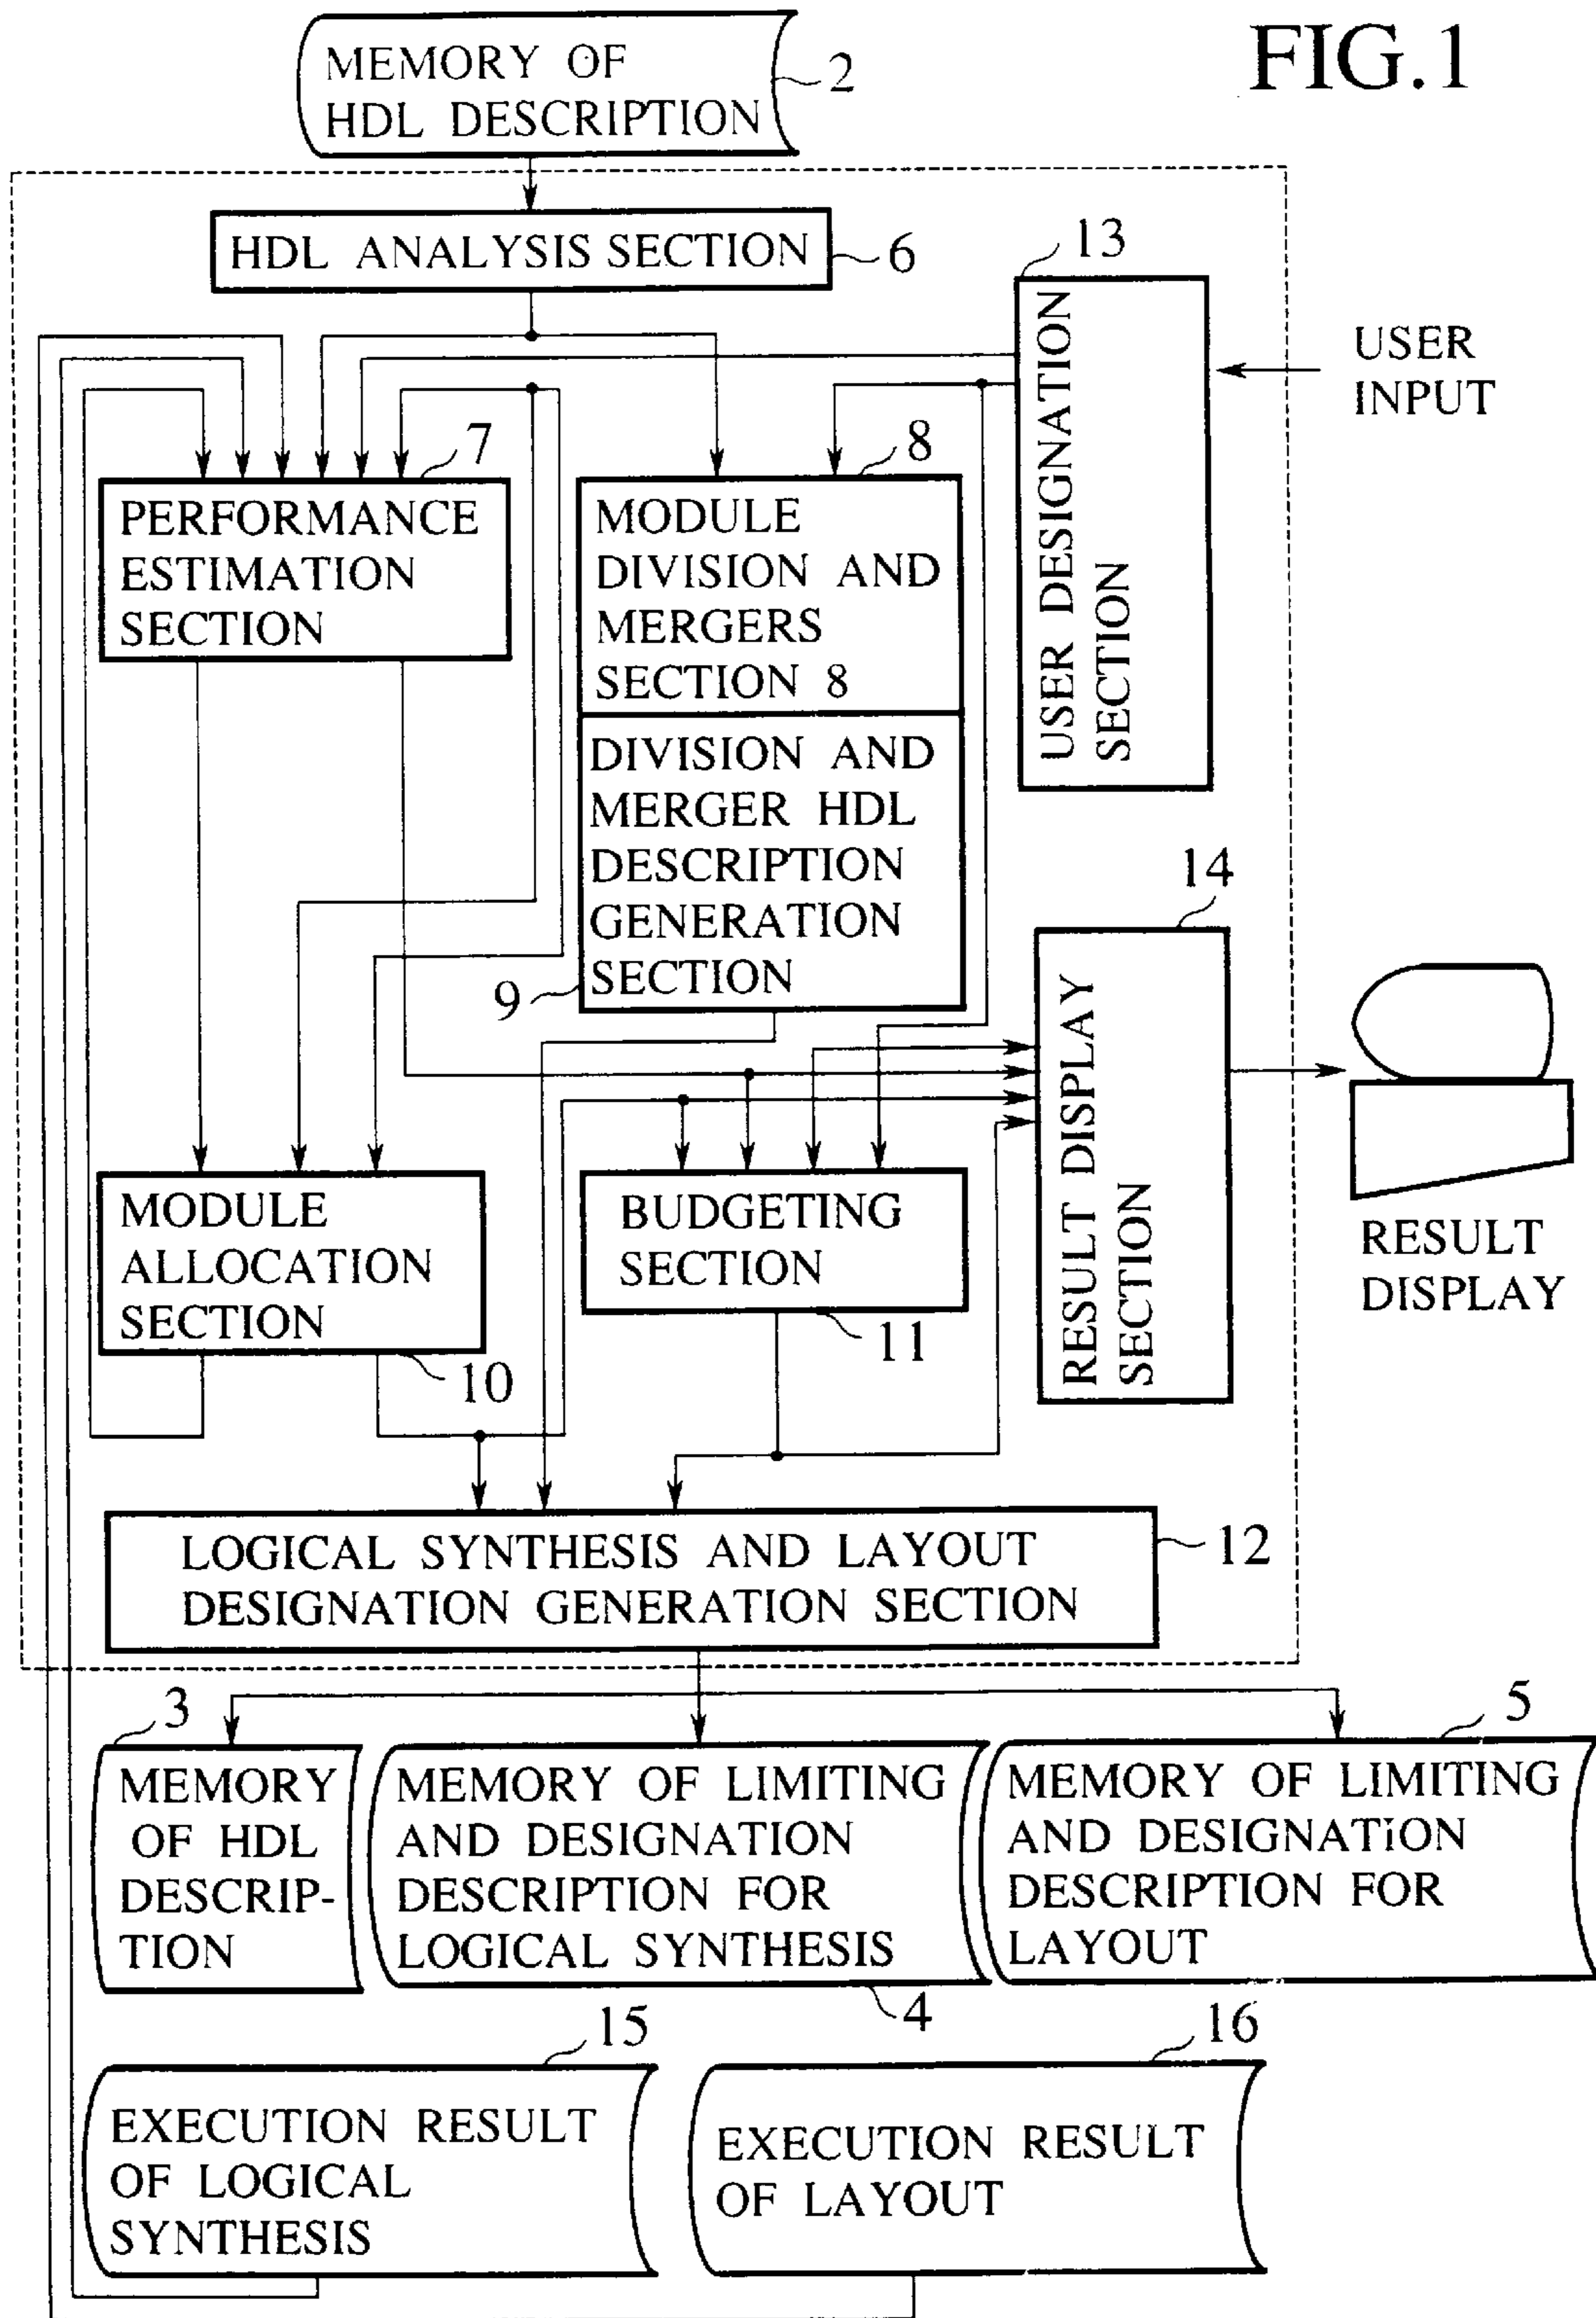 FIG.1
MEMORY OF
HDL DESCRIPTION
2
HDL ANALYSIS SECTION
6
13
USER DESIGNATION
SECTION
USER
INPUT
7
PERFORMANCE
ESTIMATION
SECTION
8
MODULE
DIVISION AND
MERGERS
SECTION 8
DIVISION AND
MERGER HDL
DESCRIPTION
GENERATION
SECTION
9
14
RESULT DISPLAY
SECTION
RESULT
DISPLAY
MODULE
ALLOCATION
SECTION
10
BUDGETING
SECTION
11
LOGICAL SYNTHESIS AND LAYOUT
DESIGNATION GENERATION SECTION
12
3
MEMORY
OF HDL
DESCRIP-
TION
MEMORY OF LIMITING
AND DESIGNATION
DESCRIPTION FOR
LOGICAL SYNTHESIS
4
5
MEMORY OF LIMITING
AND DESIGNATION
DESCRIPTION FOR
LAYOUT
15
EXECUTION RESULT
OF LOGICAL
SYNTHESIS
16
EXECUTION RESULT
OF LAYOUT